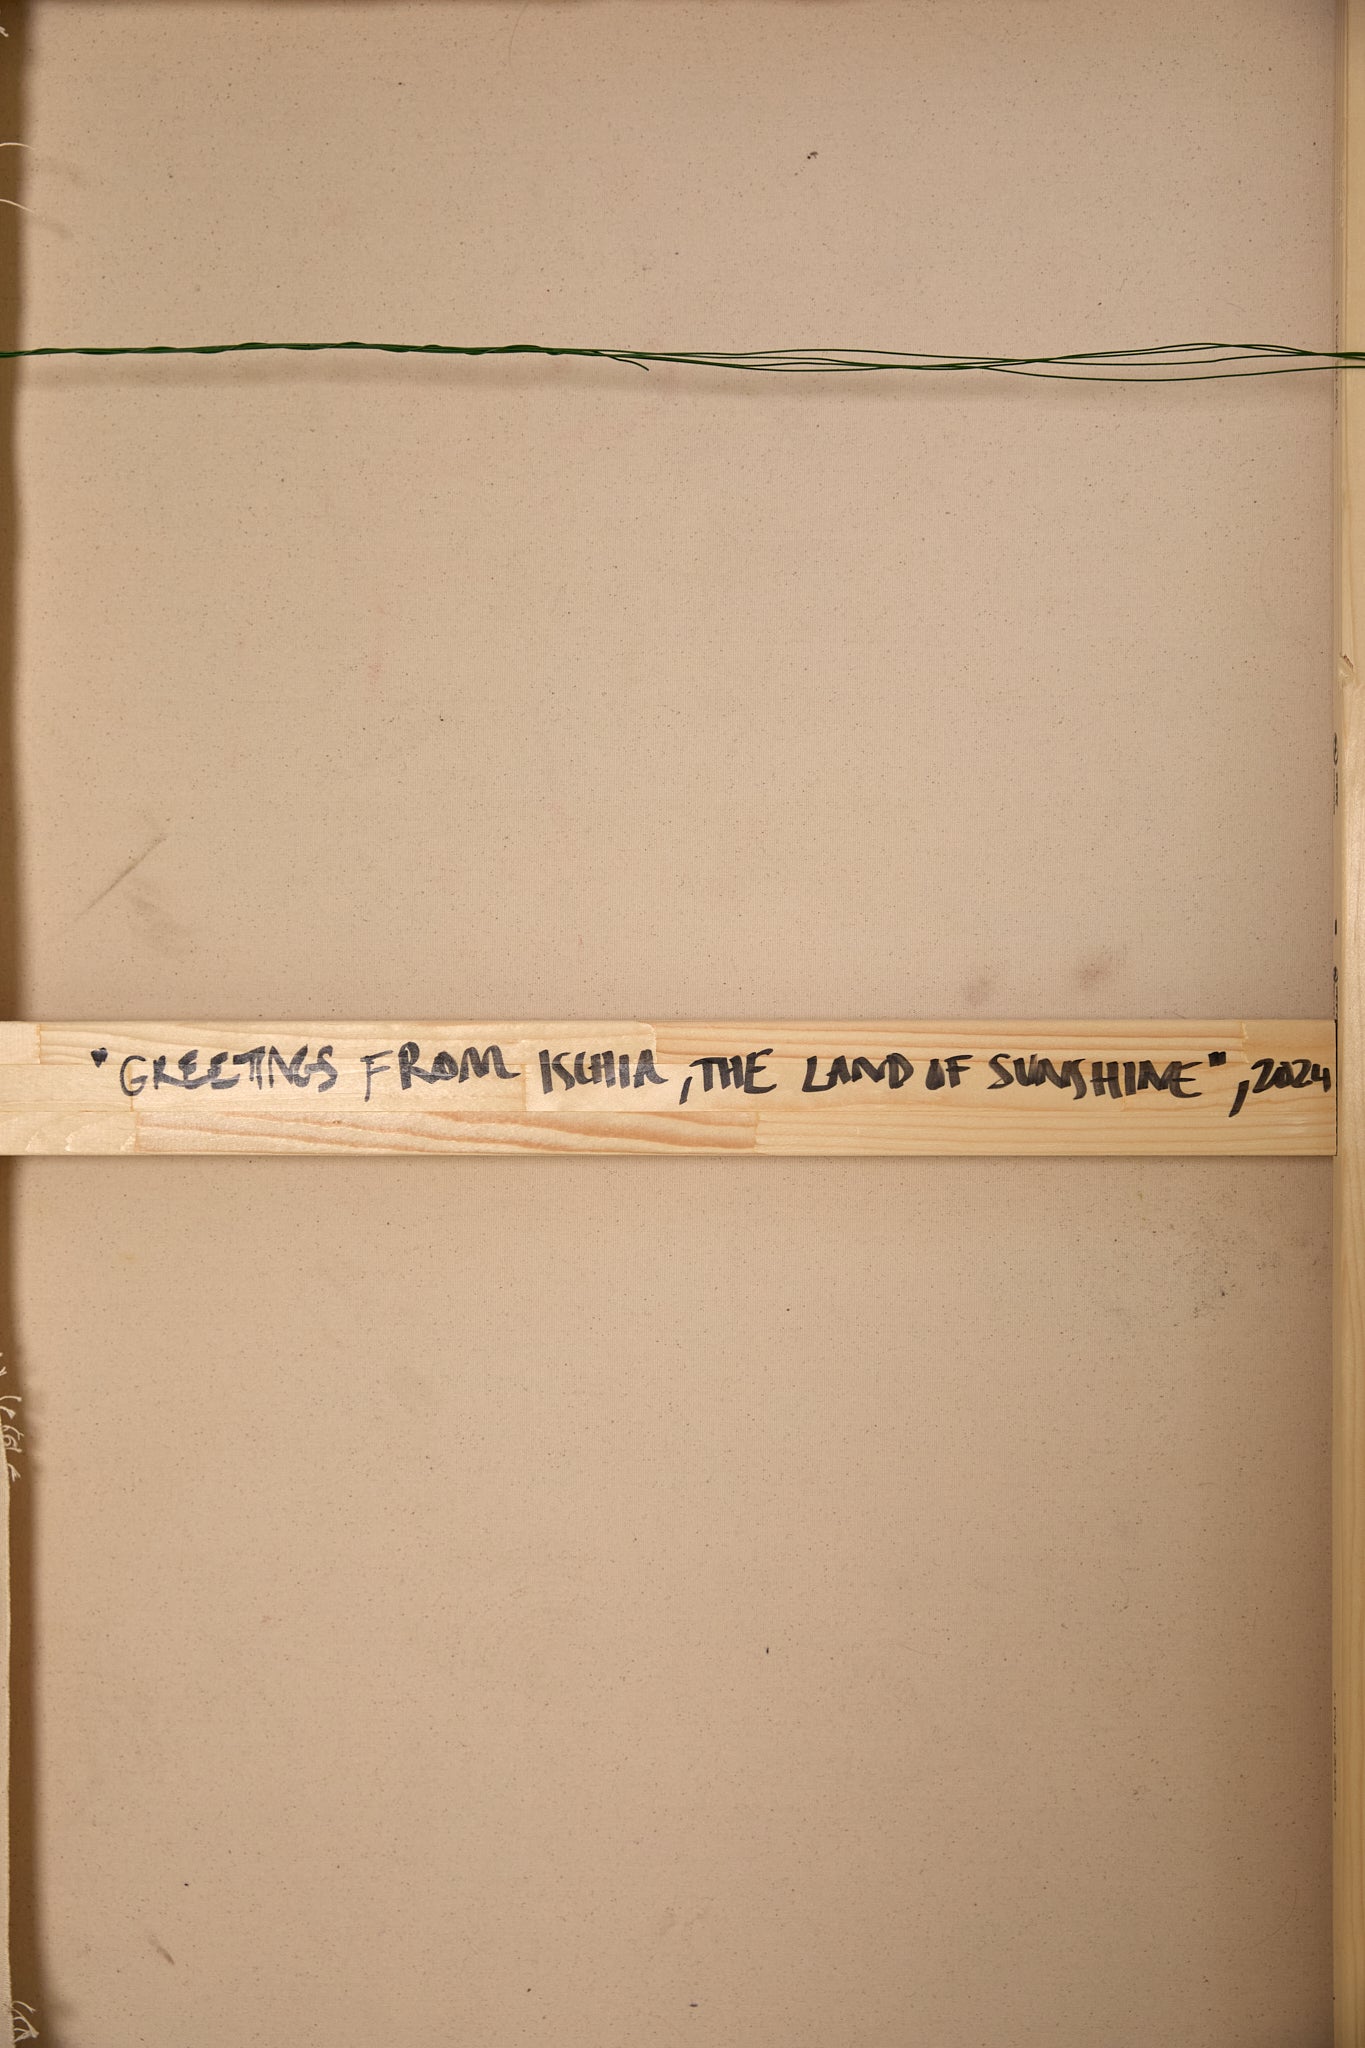 "GREETINGS FROM ISCHIA, THE LAND OF SUNSHINE", 2024